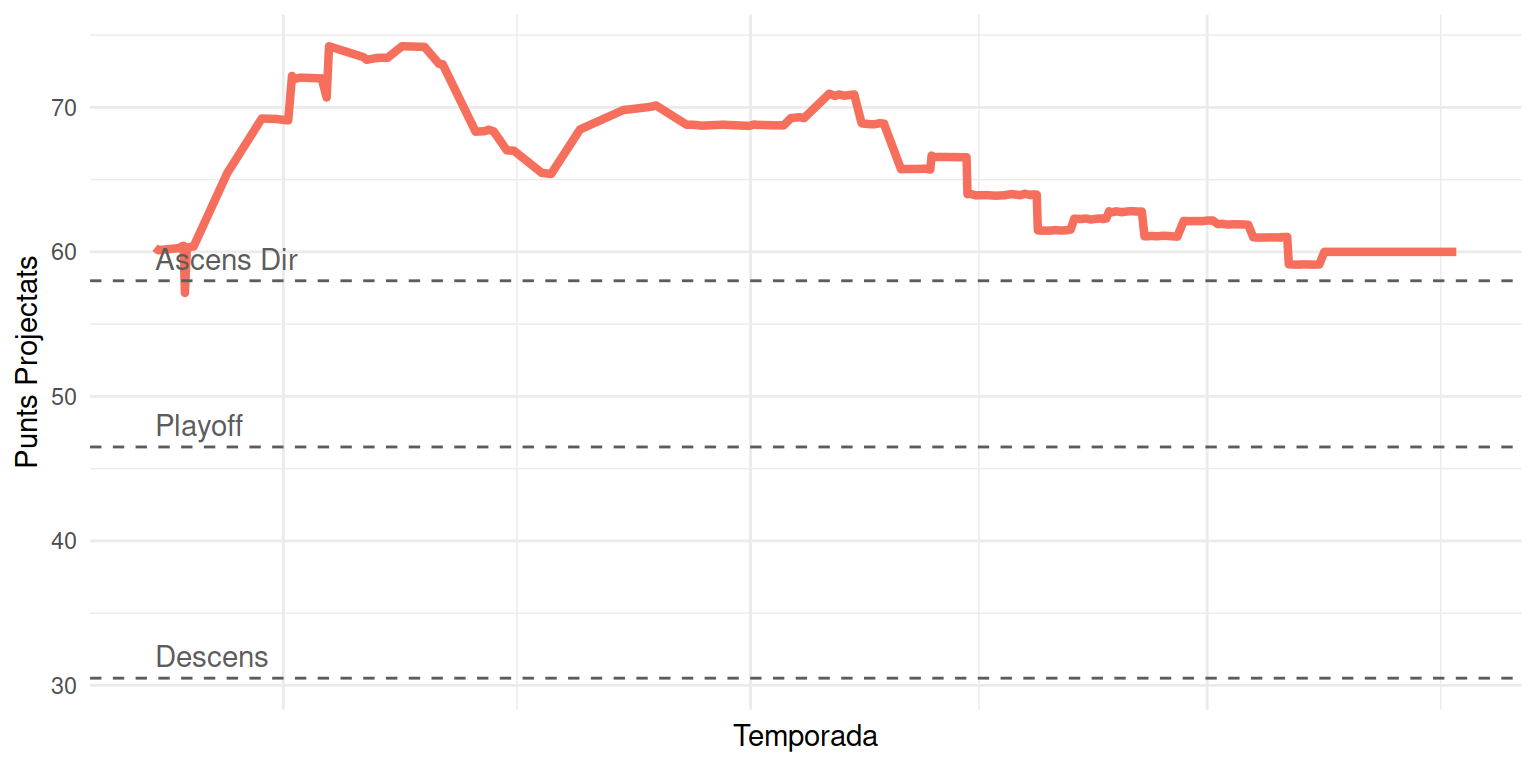 70
60
50
40
30
Punts Projectats
Ascens Dir
Playoff
Descens
Temporada